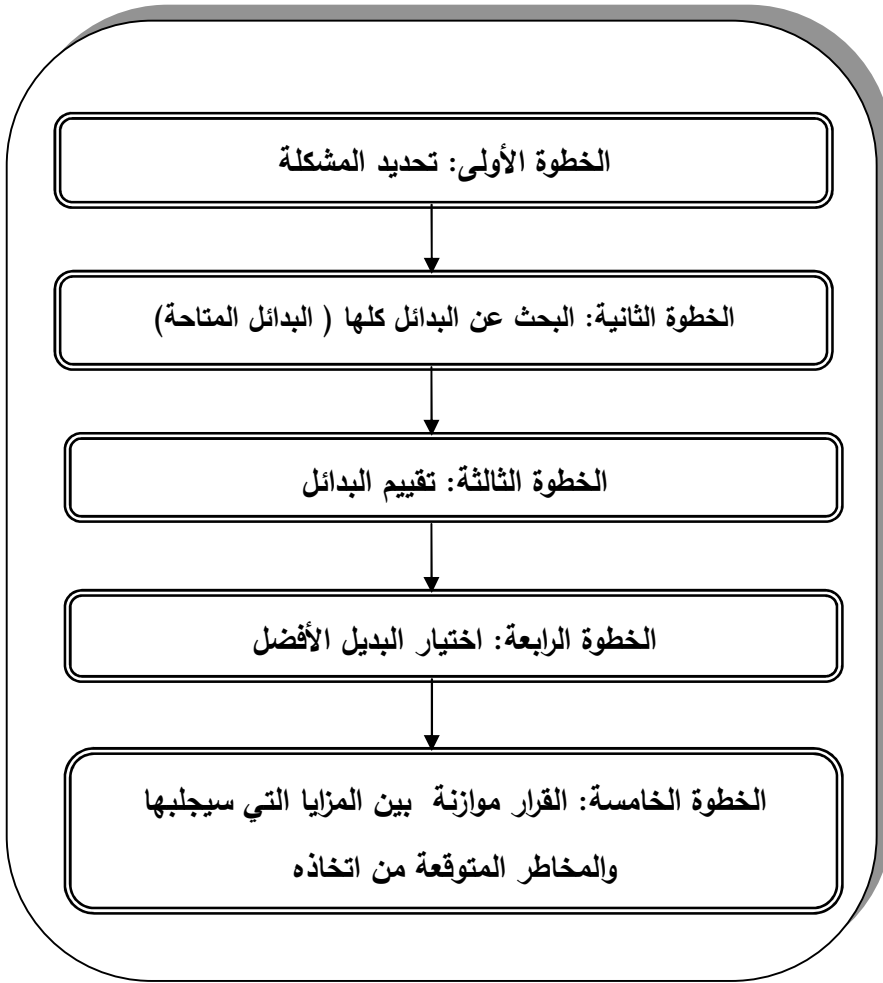 الخطوة الأولى: تحديد المشكلة
الخطوة الثانية: البحث عن البدائل كلها ( البدائل المتاحة)
الخطوة الثالثة: تقييم البدائل
الخطوة الرابعة: اختيار البديل الأفضل
الخطوة الخامسة: القرار موازنة بين المزايا التي سيجلبها
والمخاطر المتوقعة من اتخاذه